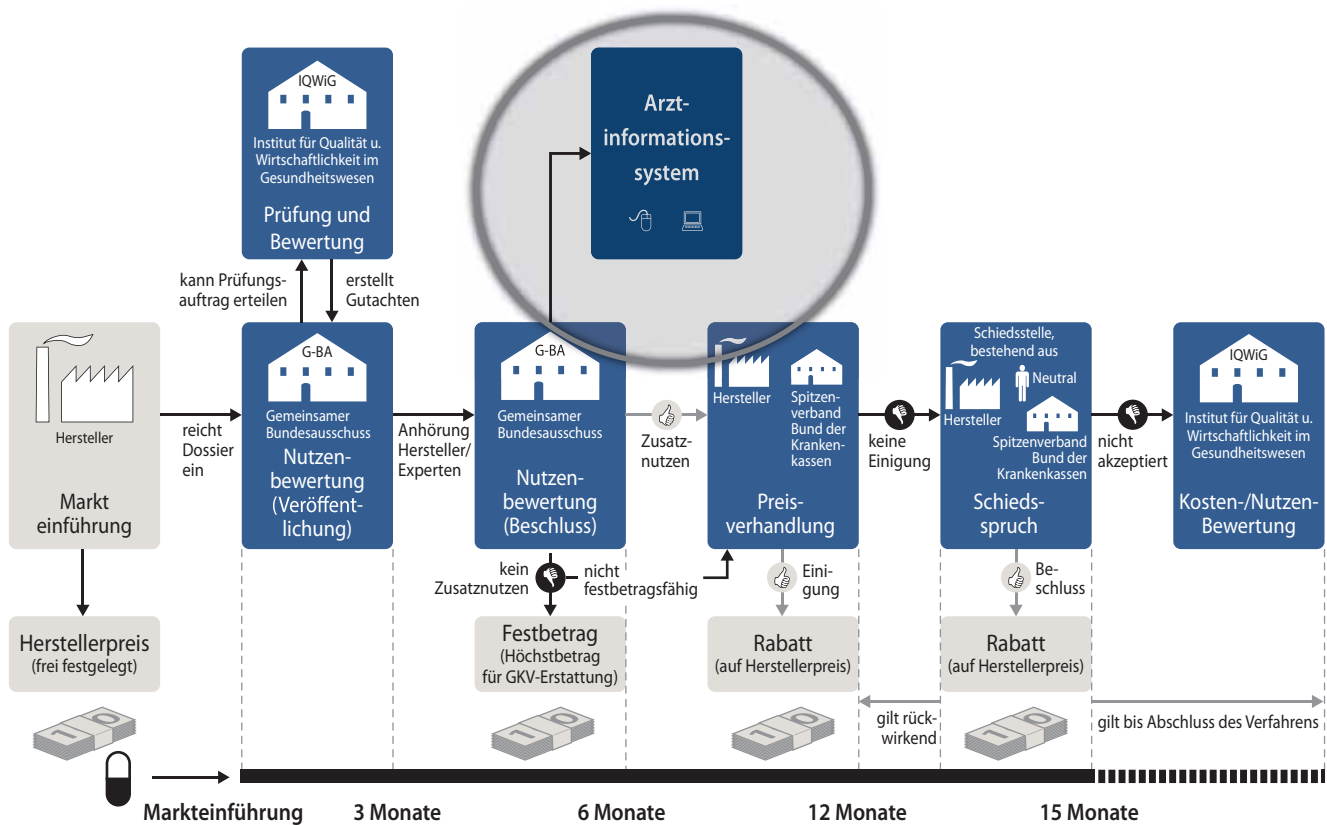 IQWiG
Institut für Qualität u.
Wirtschaftlichkeit im
Gesundheitswesen
Prüfung und
Bewertung
Arzt-
informations-
system
kann Prüfungs-
auftrag erteilen
erstellt
Gutachten
Hersteller
Markt
einführung
reicht
Dossier
ein
G-BA
Gemeinsamer
Bundesausschuss
Nutzen-
bewertung
(Veröffent-
lichung)
Anhörung
Hersteller/
Experten
G-BA
Gemeinsamer
Bundesausschuss
Nutzen-
bewertung
(Beschluss)
Zusatz-
nutzen
Hersteller
Spitzen-
verband
Bund der
Kranken-
kassen
Preis-
verhandlung
keine
Einigung
Schiedsstelle,
bestehend aus
Neutral
Hersteller
Spitzenverband
Bund der
Krankenkassen
Schieds-
spruch
nicht
akzeptiert
IQWiG
Institut für Qualität u.
Wirtschaftlichkeit im
Gesundheitswesen
Kosten-/Nutzen-
Bewertung
kein
Zusatznutzen
nicht
festbetragsfähig
Eini-
gung
Be-
schluss
Herstellerpreis
(frei festgelegt)
Festbetrag
(Höchstbetrag
für GKV-Erstattung)
Rabatt
(auf Herstellerpreis)
Rabatt
(auf Herstellerpreis)
10
10
10
10
gilt rück-
wirkend
gilt bis Abschluss des Verfahrens
Markteinführung
3 Monate
6 Monate
12 Monate
15 Monate